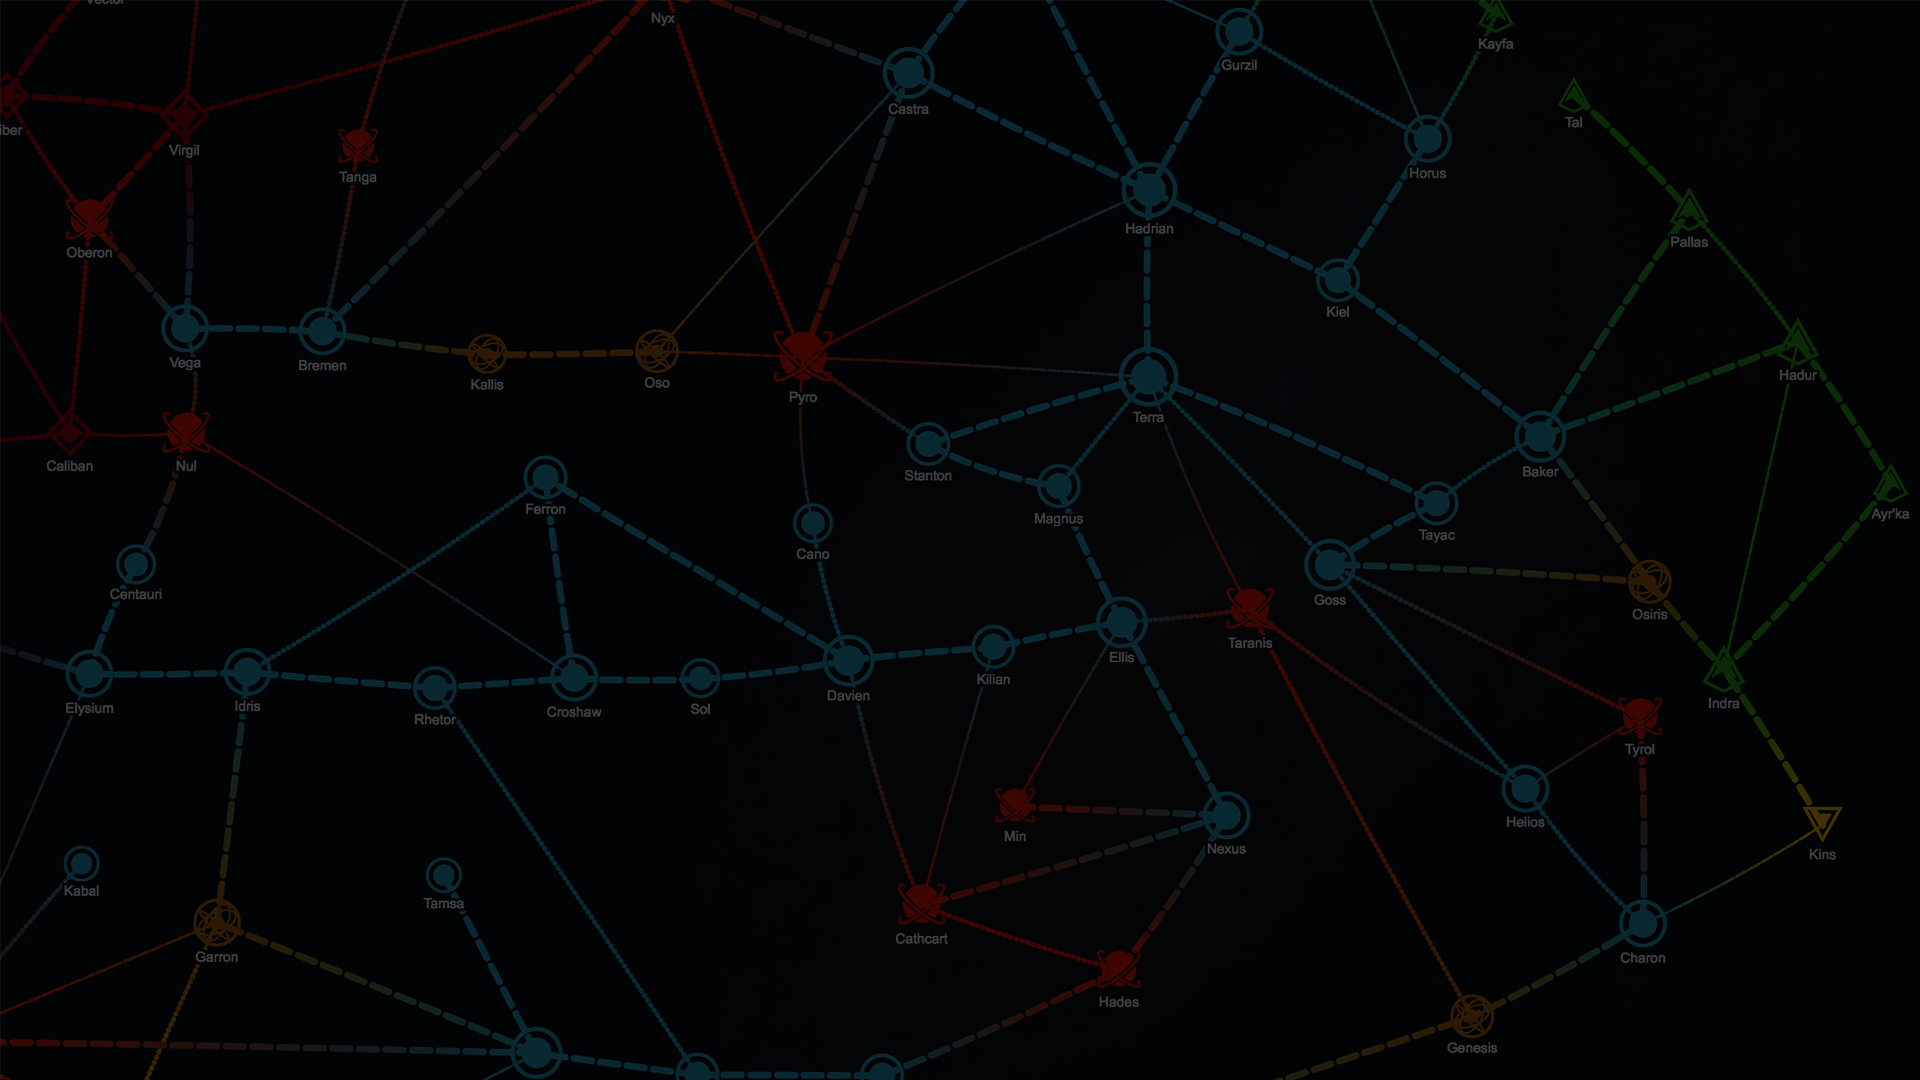 Vector
Nyx
Kayfa
Gurzil
Castra
Tal
iber
Virgil
Tanga
Horus
Hadrian
Pallas
Oberon
Kiel
Vega
Bremen
Kallis
Oso
Pyro
Terra
Hadur
Caliban
Nul
Stanton
Baker
Ferron
Magnus
Ayr'ka
Tayac
Cano
Centauri
Goss
Osiris
Taranis
Ellis
Elysium
Idris
Rhetor
Croshaw
Sol
Davien
Kilian
Indra
Tyrol
Min
Helios
Nexus
Kins
Kabal
Tamsa
Cathcart
Garron
Charon
Hades
Genesis